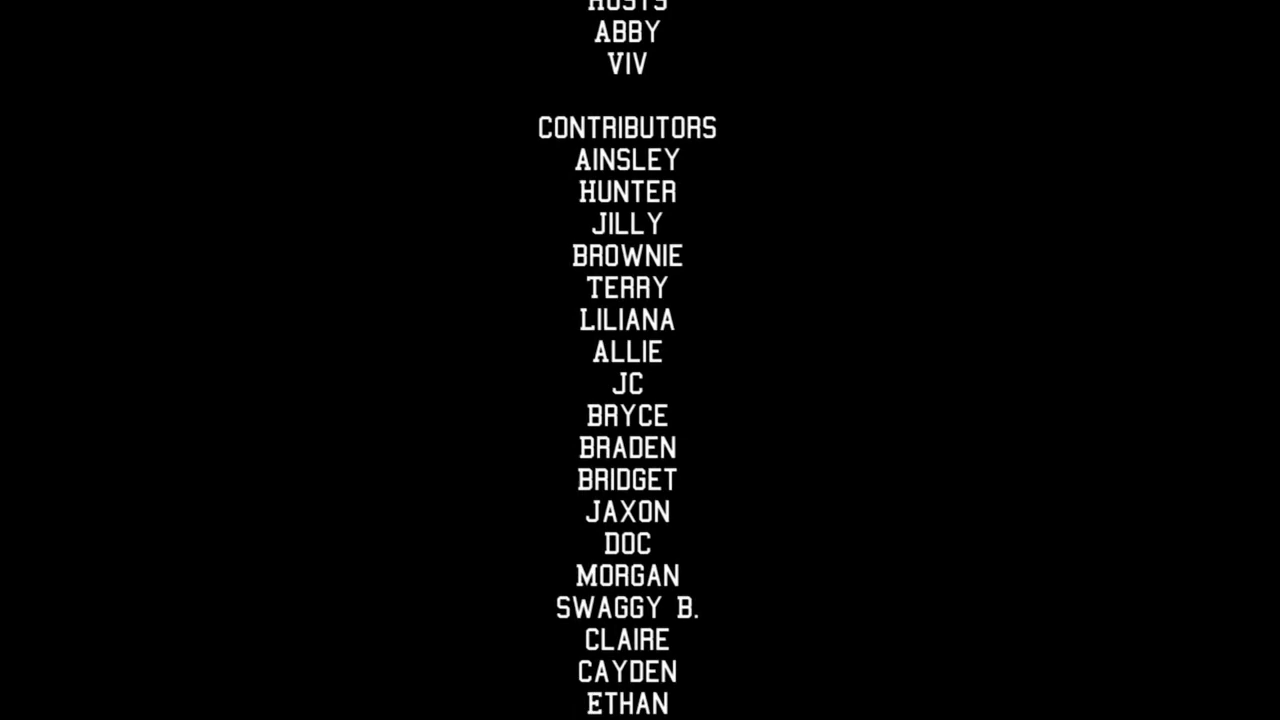 HOSTS
ABBY
VIV
CONTRIBUTORS
AINSLEY
HUNTER
JILLY
BROWNIE
TERRY
LILIANA
ALLIE
JC
BRYCE
BRADEN
BRIDGET
JAXON
DOC
MORGAN
SWAGGY B.
CLAIRE
CAYDEN
ETHAN